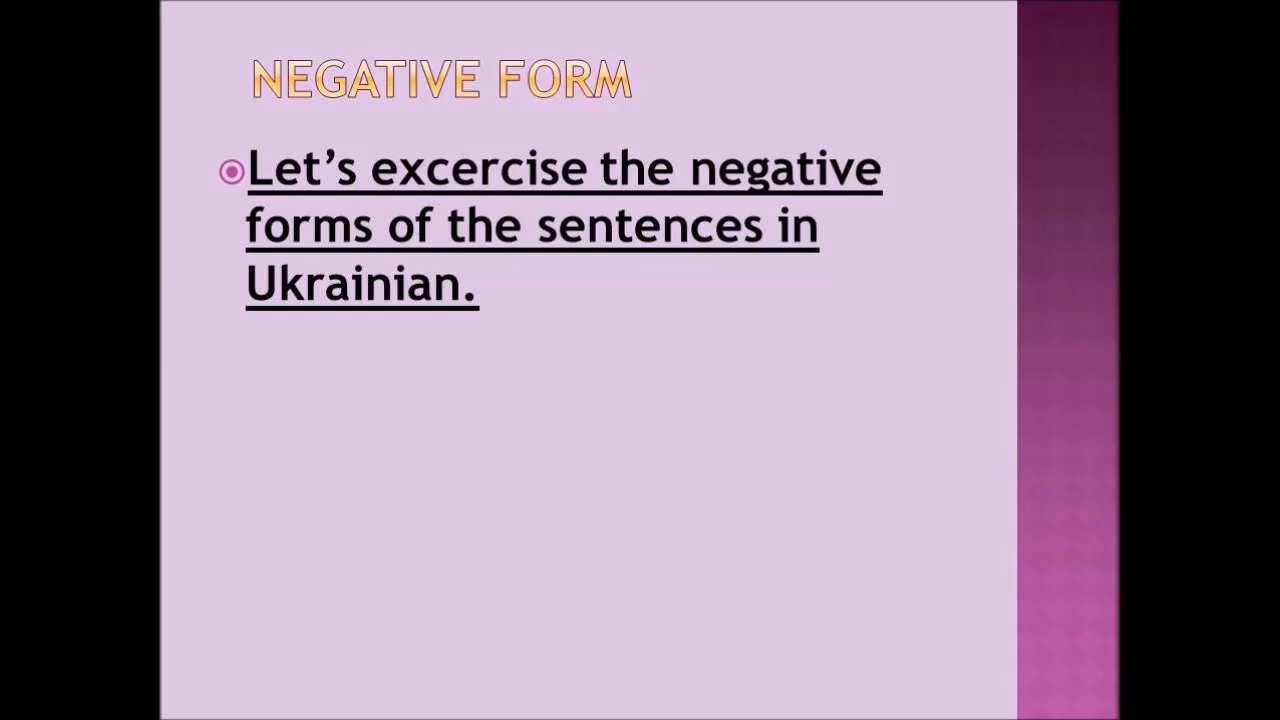 NEGATIVE FORM
Let’s excercise the negative
forms of the sentences in
Ukrainian.